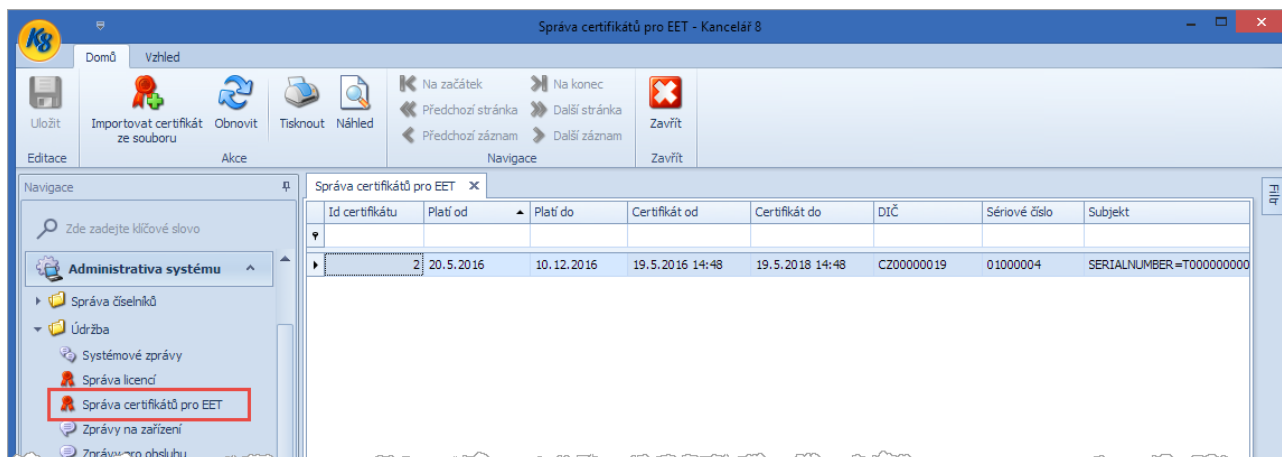 Správa certifikátů pro EET - Kancelář 8
K8
Domů Vzhled
Uložit
Importovat certifikát ze souboru
Obnovit
Tisknout
Náhled
Na začátek
Předchozí stránka
Předchozí záznam
Na konec
Další stránka
Další záznam
Zavřít
Editace Akce Navigace Zavřít
Navigace
Zde zadejte klíčové slovo
Administrativa systému
Správa číselníků
Údržba
Systémové zprávy
Správa licencí
Správa certifikátů pro EET
Zprávy na zařízení
Zprávy pro obsluhu
Správa certifikátů pro EET
Id certifikátu Platí od Platí do Certifikát od Certifikát do DIČ Sériové číslo Subjekt
2 20.5.2016 10.12.2016 19.5.2016 14:48 19.5.2018 14:48 CZ00000019 01000004 SERIALNUMBER=T000000000
Filtr